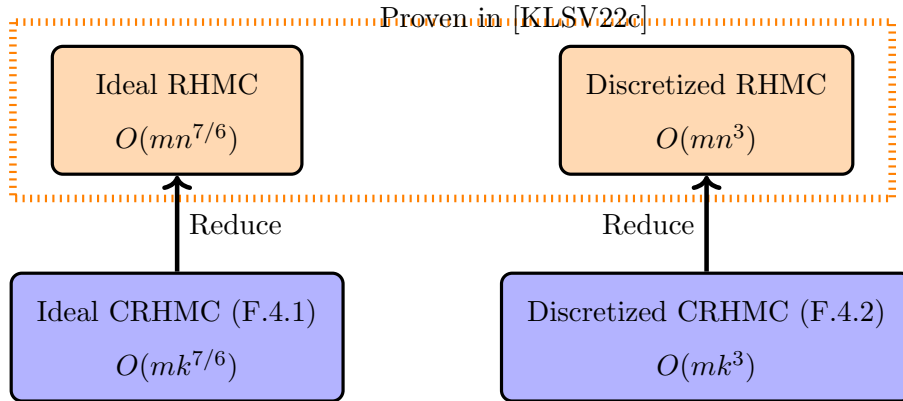 Proven in [KLSV22c]
Ideal RHMC
O(mn^{7/6})
Discretized RHMC
O(mn^3)
Reduce
Reduce
Ideal CRHMC (F.4.1)
O(mk^{7/6})
Discretized CRHMC (F.4.2)
O(mk^3)